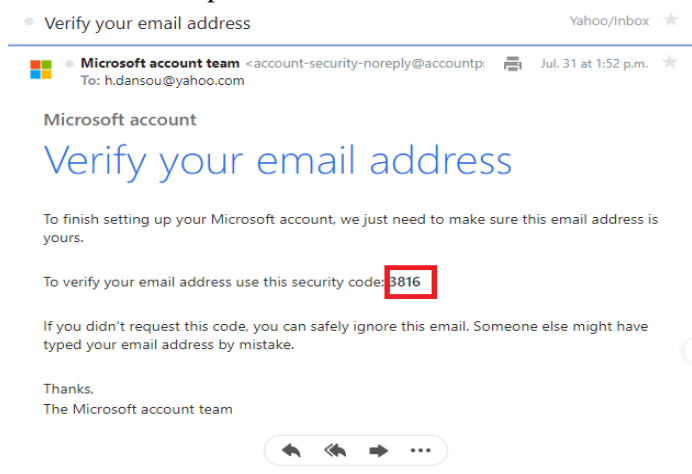 Verify your email address
Yahoo/Inbox
Microsoft account team <account-security-noreply@accountp
Jul. 31 at 1:52 p.m.
To: h.dansou@yahoo.com
Microsoft account
Verify your email address
To finish setting up your Microsoft account, we just need to make sure this email address is
yours.
To verify your email address use this security code: 3816
If you didn't request this code, you can safely ignore this email. Someone else might have
typed your email address by mistake.
Thanks,
The Microsoft account team